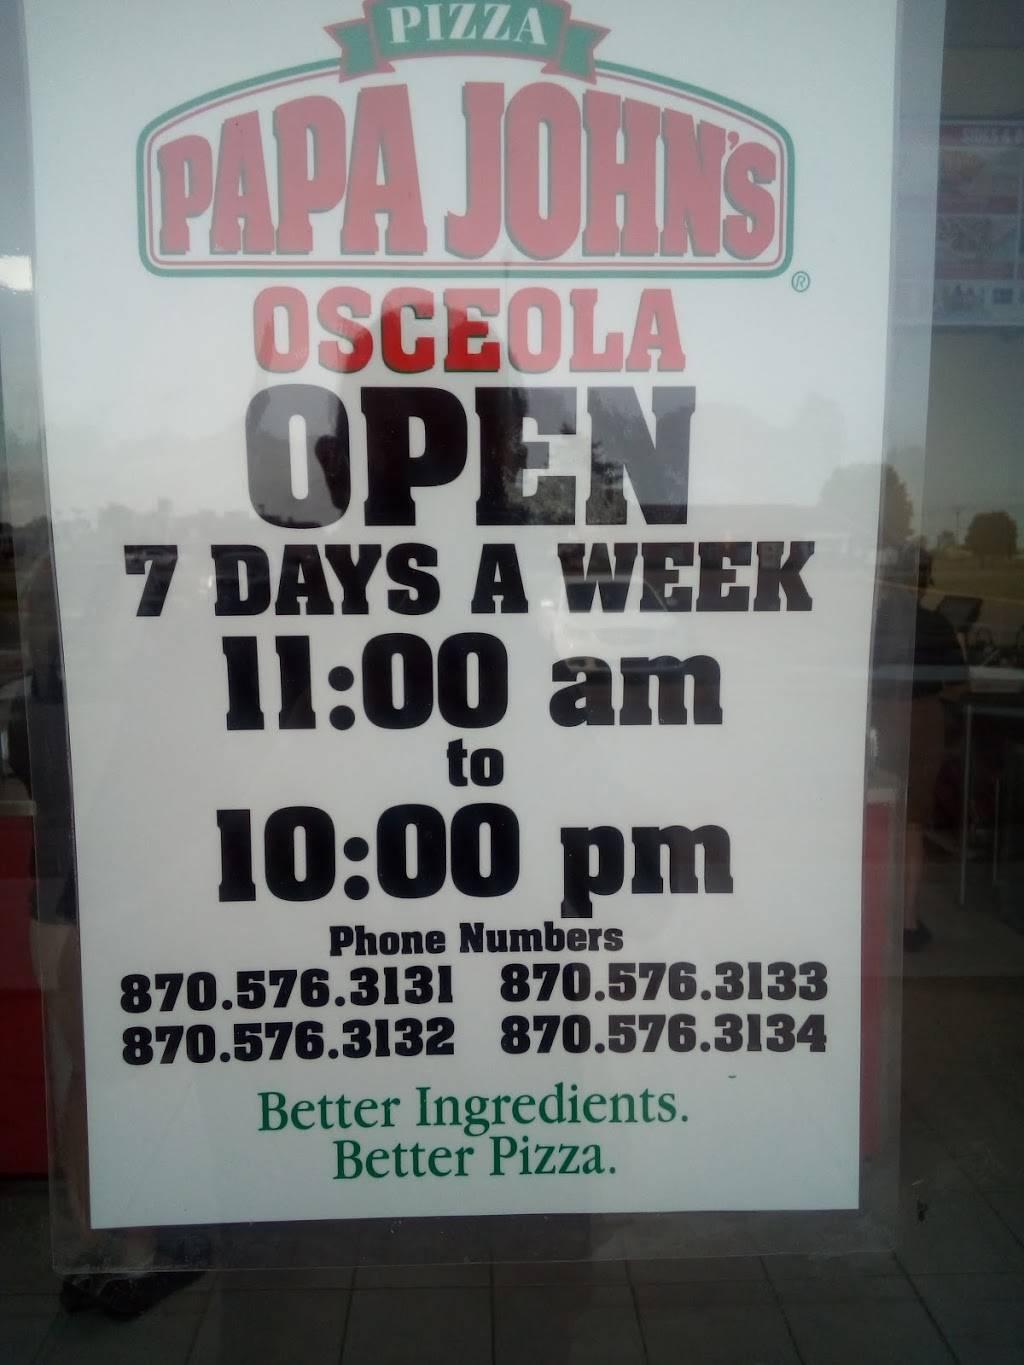 PIZZA
PAPA JOHN'S
®
OSCEOLA
OPEN
7 DAYS A WEEK
11:00 am
to
10:00 pm
Phone Numbers
870.576.3131 870.576.3133
870.576.3132 870.576.3134
Better Ingredients.
Better Pizza.